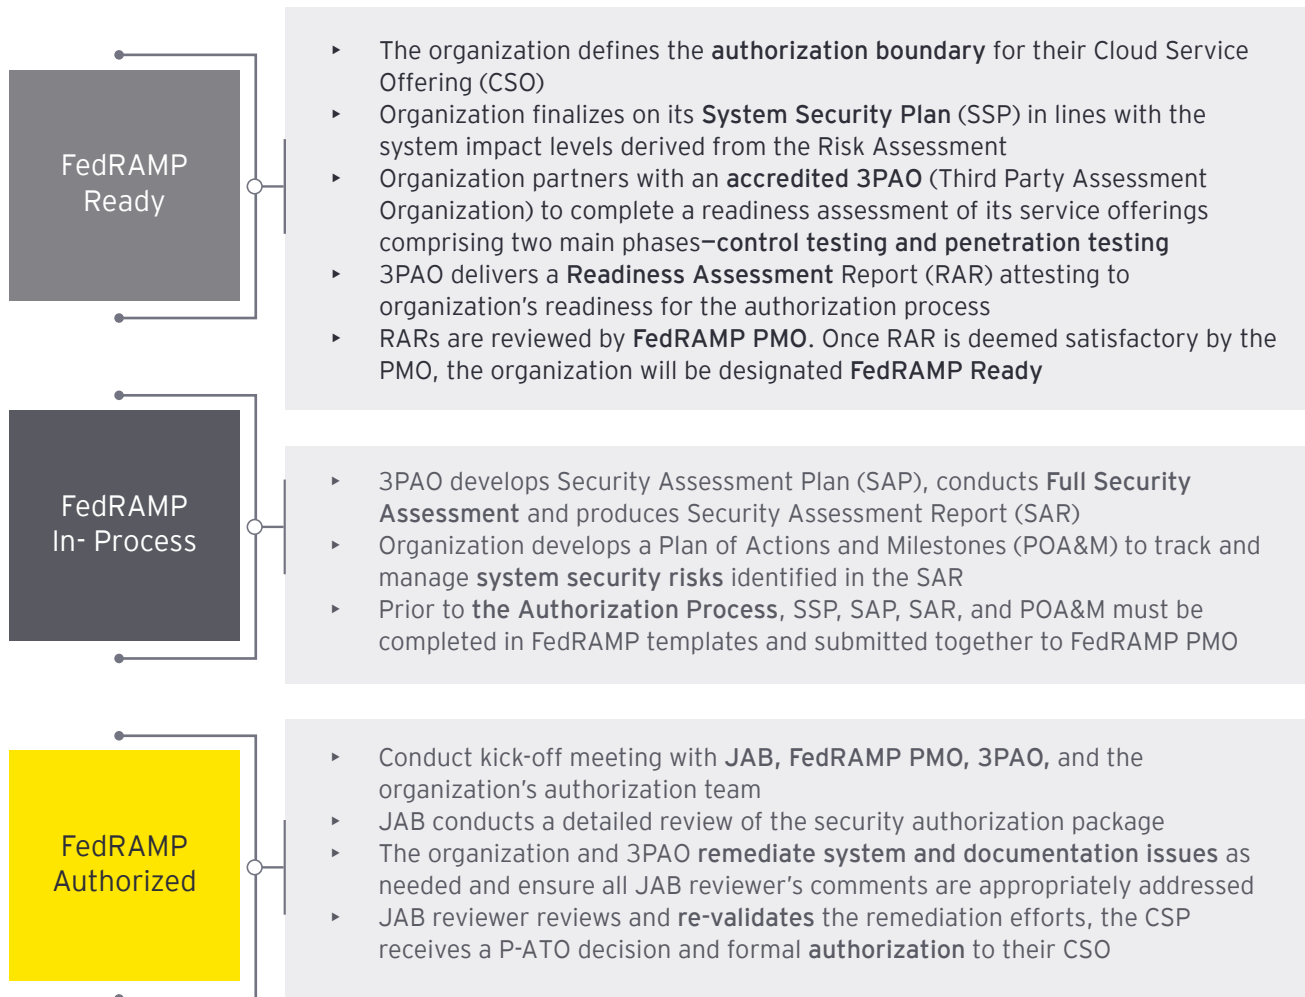 FedRAMP
Ready
▸ The organization defines the authorization boundary for their Cloud Service
Offering (CSO)
▸ Organization finalizes on its System Security Plan (SSP) in lines with the
system impact levels derived from the Risk Assessment
▸ Organization partners with an accredited 3PAO (Third Party Assessment
Organization) to complete a readiness assessment of its service offerings
comprising two main phases—control testing and penetration testing
▸ 3PAO delivers a Readiness Assessment Report (RAR) attesting to
organization’s readiness for the authorization process
▸ RARs are reviewed by FedRAMP PMO. Once RAR is deemed satisfactory by the
PMO, the organization will be designated FedRAMP Ready
FedRAMP
In- Process
▸ 3PAO develops Security Assessment Plan (SAP), conducts Full Security
Assessment and produces Security Assessment Report (SAR)
▸ Organization develops a Plan of Actions and Milestones (POA&M) to track and
manage system security risks identified in the SAR
▸ Prior to the Authorization Process, SSP, SAP, SAR, and POA&M must be
completed in FedRAMP templates and submitted together to FedRAMP PMO
FedRAMP
Authorized
▸ Conduct kick-off meeting with JAB, FedRAMP PMO, 3PAO, and the
organization’s authorization team
▸ JAB conducts a detailed review of the security authorization package
▸ The organization and 3PAO remediate system and documentation issues as
needed and ensure all JAB reviewer’s comments are appropriately addressed
▸ JAB reviewer reviews and re-validates the remediation efforts, the CSP
receives a P-ATO decision and formal authorization to their CSO